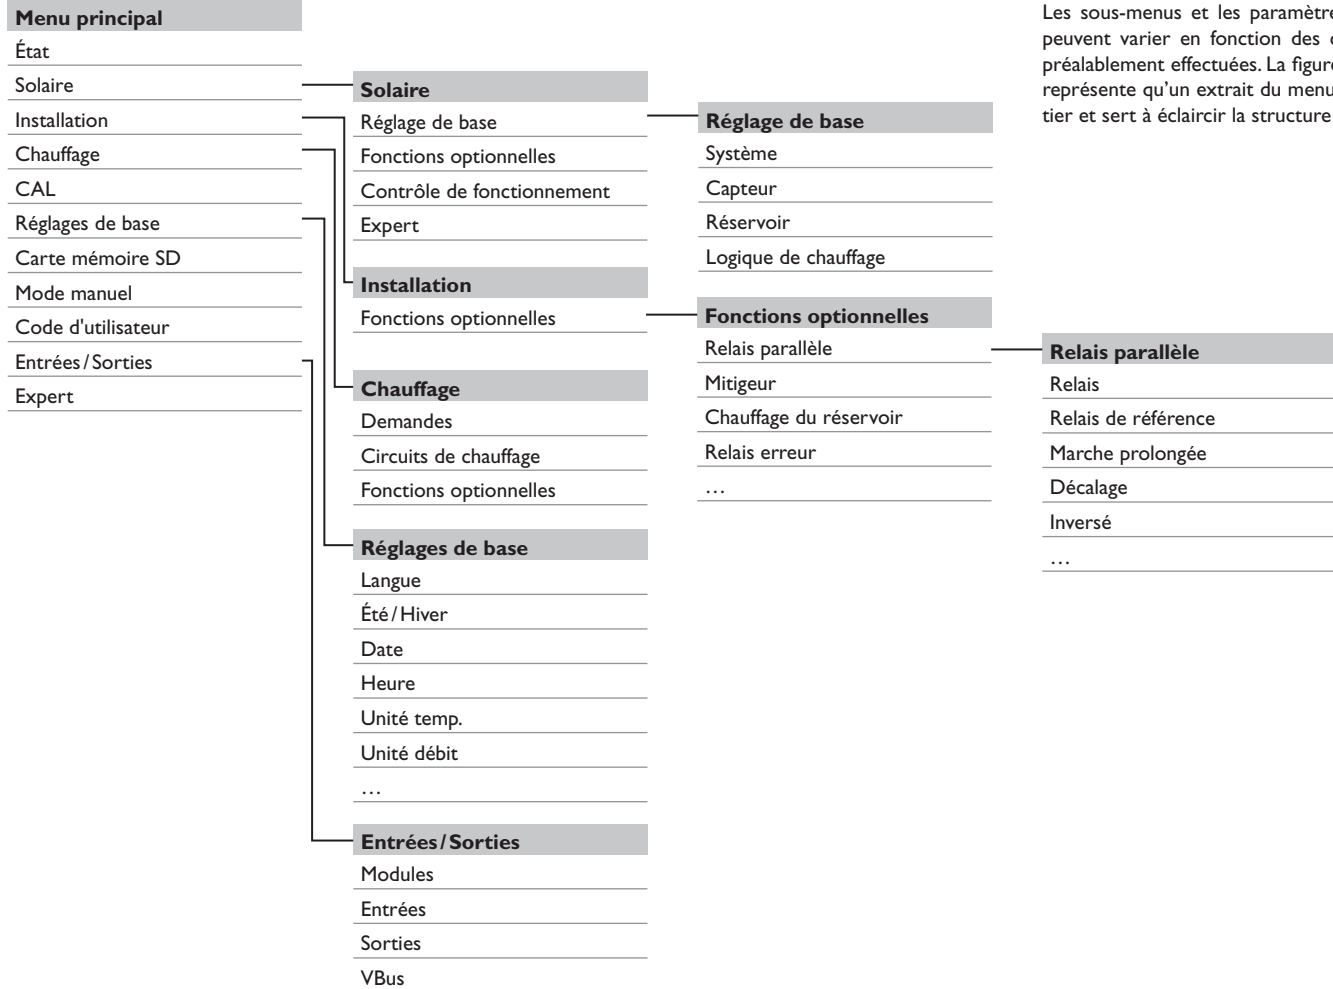 Menu principal
État
Solaire
Installation
Chauffage
CAL
Réglages de base
Carte mémoire SD
Mode manuel
Code d'utilisateur
Entrées / Sorties
Expert
Solaire
Réglage de base
Fonctions optionnelles
Contrôle de fonctionnement
Expert
Installation
Fonctions optionnelles
Chauffage
Demandes
Circuits de chauffage
Fonctions optionnelles
Réglages de base
Langue
Été / Hiver
Date
Heure
Unité temp.
Unité débit
…
Entrées / Sorties
Modules
Entrées
Sorties
VBus
Réglage de base
Système
Capteur
Réservoir
Logique de chauffage
Fonctions optionnelles
Relais parallèle
Mitigeur
Chauffage du réservoir
Relais erreur
…
Relais parallèle
Relais
Relais de référence
Marche prolongée
Décalage
Inversé
…
Les sous-menus et les paramètre
peuvent varier en fonction des
préalablement effectuées. La figure
représente qu'un extrait du menu
tier et sert à éclaircir la structure